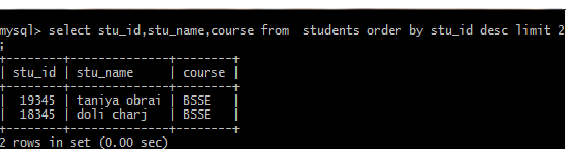 mysql> select stu_id,stu_name,course from  students order by stu_id desc limit 2
;
+--------+--------------+--------+
| stu_id | stu_name     | course |
+--------+--------------+--------+
|  19345 | taniya obrai | BSSE   |
|  18345 | doli charj   | BSSE   |
+--------+--------------+--------+
2 rows in set (0.00 sec)